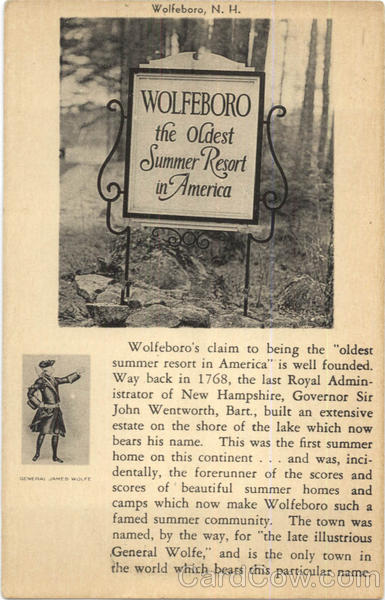 Wolfeboro, N. H.
WOLFEBORO
the Oldest
Summer Resort
in America
Wolfeboro's claim to being the "oldest
summer resort in America" is well founded.
Way back in 1768, the last Royal Admin-
istrator of New Hampshire, Governor Sir
John Wentworth, Bart., built an extensive
estate on the shore of the lake which now
bears his name. This was the first summer
home on this continent . . . and was, inci-
dentally, the forerunner of the scores and
scores of beautiful summer homes and
camps which now make Wolfeboro such a
famed summer community. The town was
named, by the way, for "the late illustrious
General Wolfe," and is the only town in
the world which bears this particular name.
GENERAL JAMES WOLFE
CardCow.com